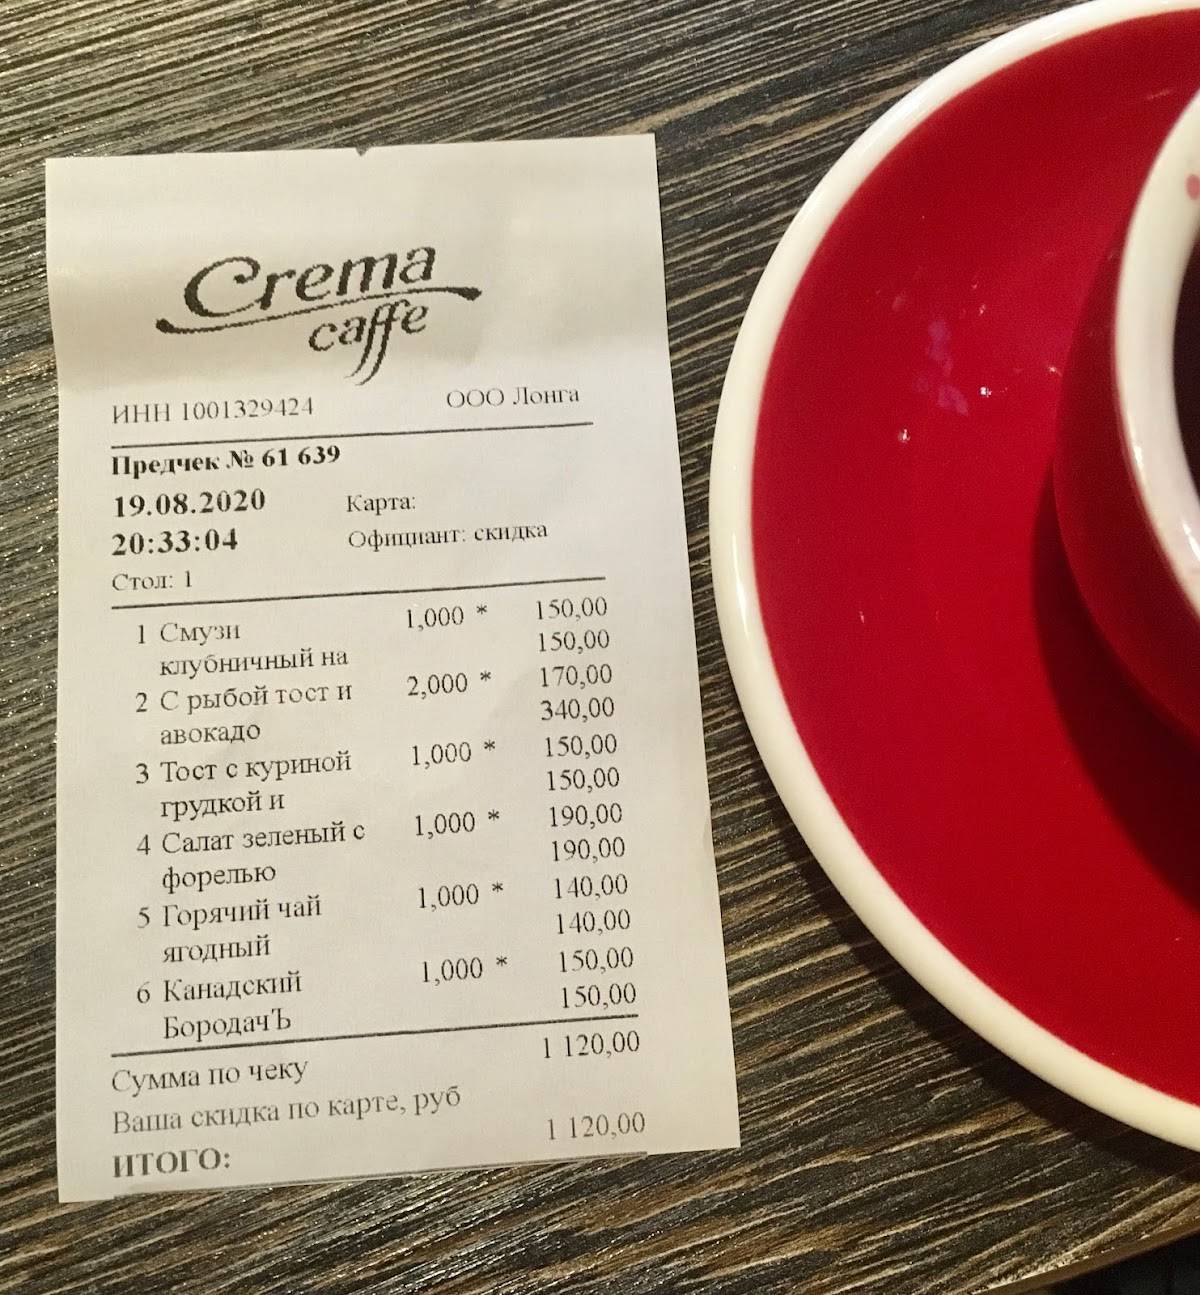 Crema
caffe
ИНН 1001329424 ООО Лонга
Предчек № 61 639
19.08.2020 Карта:
20:33:04 Официант: скидка
Стол: 1
1 Смузи 1,000 * 150,00
клубничный на 150,00
2 С рыбой тост и 2,000 * 170,00
авокадо 340,00
3 Тост с куриной 1,000 * 150,00
грудкой и 150,00
4 Салат зеленый с 1,000 * 190,00
форелью 190,00
5 Горячий чай 1,000 * 140,00
ягодный 140,00
6 Канадский 1,000 * 150,00
БородачЪ 150,00
Сумма по чеку 1 120,00
Ваша скидка по карте, руб
ИТОГО: 1 120,00